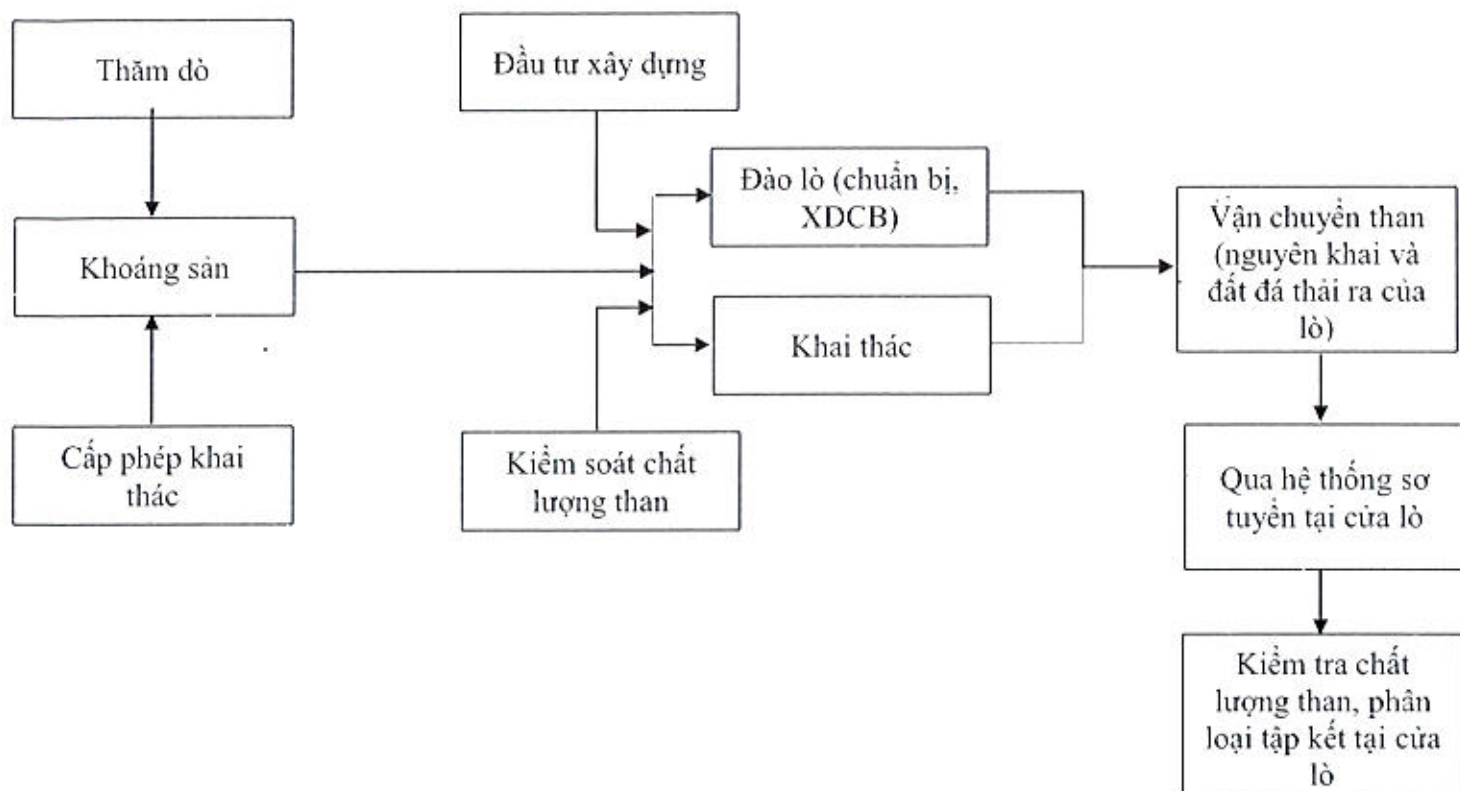 Thăm dò
Đầu tư xây dựng
Đào lò (chuẩn bị,
XDCB)
Vận chuyển than
(nguyên khai và
đất đá thải ra của
lò)
Khoáng sản
Khai thác
Cấp phép khai
thác
Kiểm soát chất
lượng than
Qua hệ thống sơ
tuyển tại cửa lò
Kiểm tra chất
lượng than, phân
loại tập kết tại cửa
lò